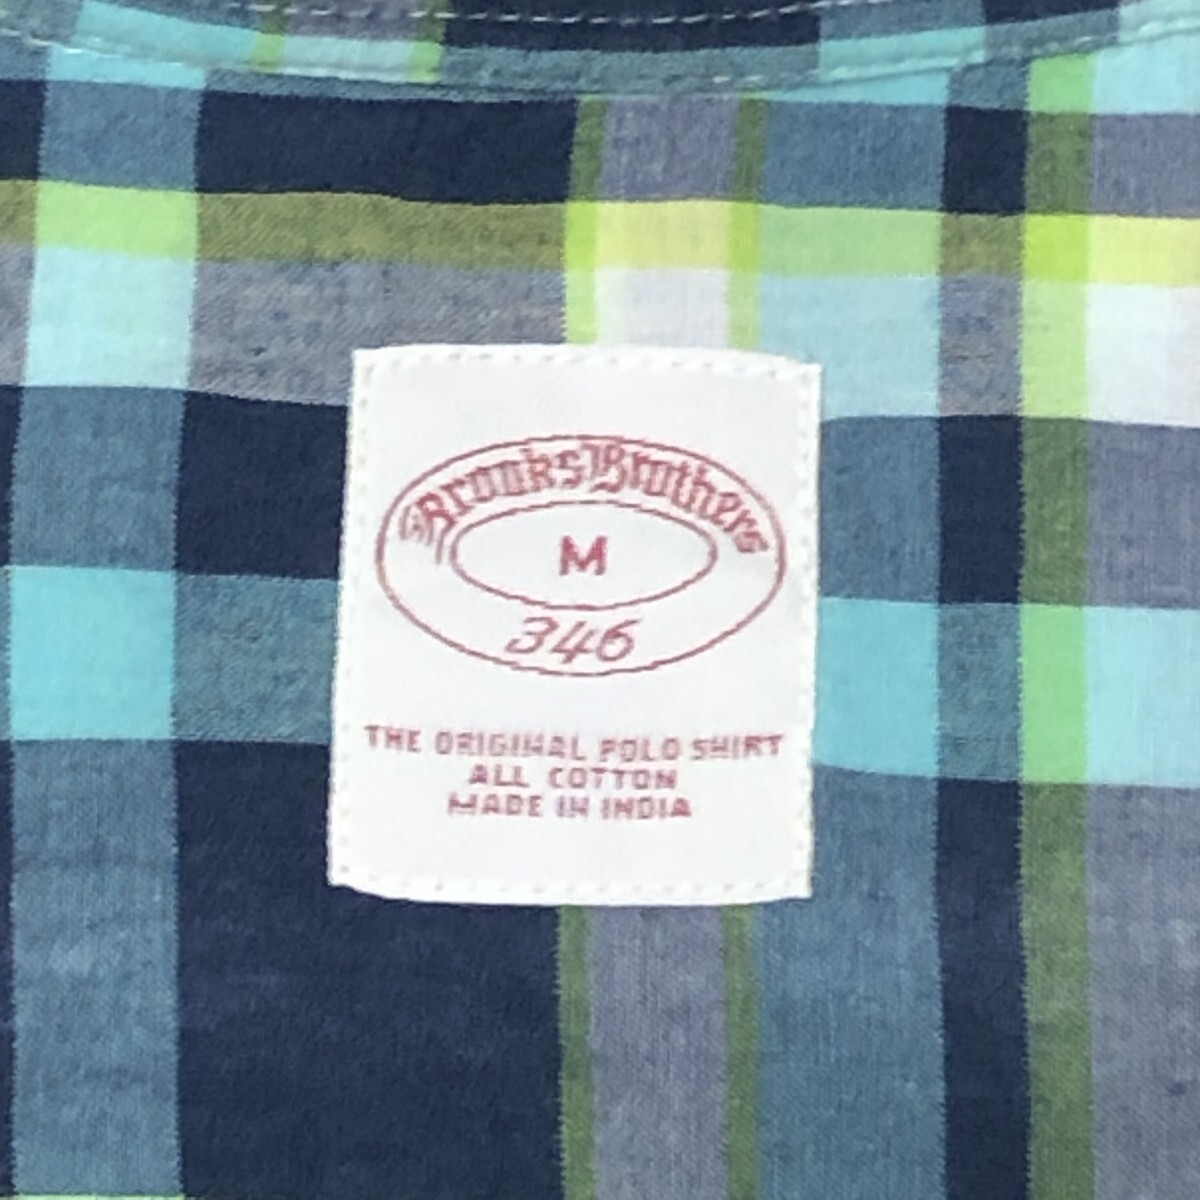 Brooks Brothers
M
346
THE ORIGINAL POLO SHIRT
ALL COTTON
MADE IN INDIA